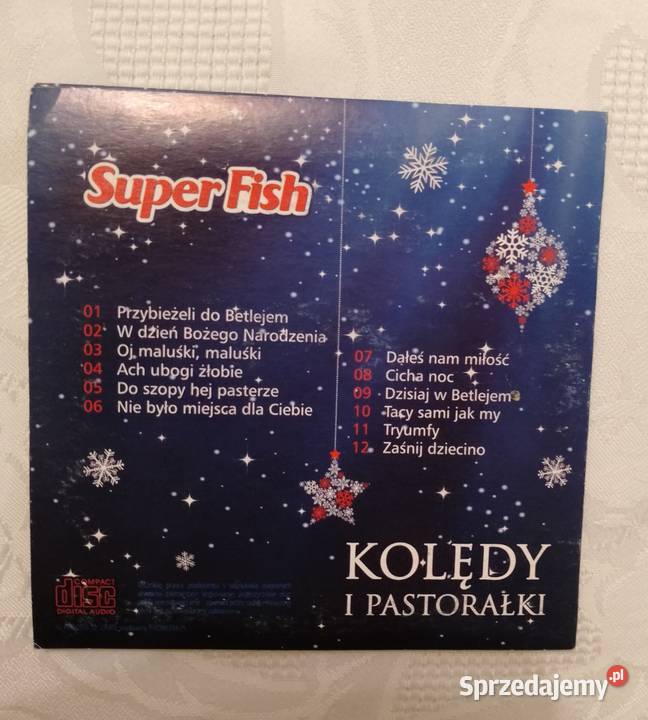 Super Fish
01 Przybieżeli do Betlejem
02 W dzień Bożego Narodzenia
03 Oj maluśki, maluśki
04 Ach ubogi żłobie
05 Do szopy hej pasterze
06 Nie było miejsca dla Ciebie
07 Dałeś nam miłość
08 Cicha noc
09 Dzisiaj w Betlejem
10 Tacy sami jak my
11 Tryumfy
12 Zaśnij dziecino
KOLĘDY
I PASTORAŁKI
COMPACT
disc
DIGITAL AUDIO
Sprzedajemy.pl